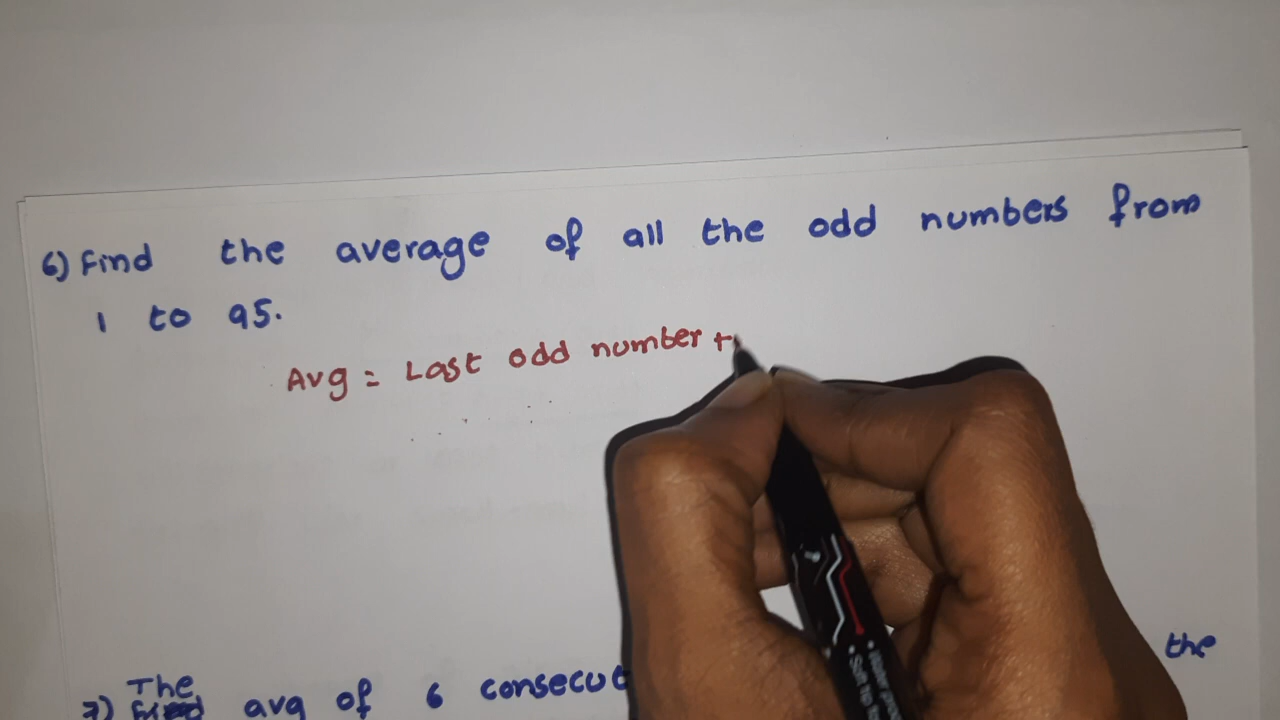 6) Find the average of all the odd numbers from
1 to 95.
Avg = Last odd number +
7) The avg of 6 consecut the